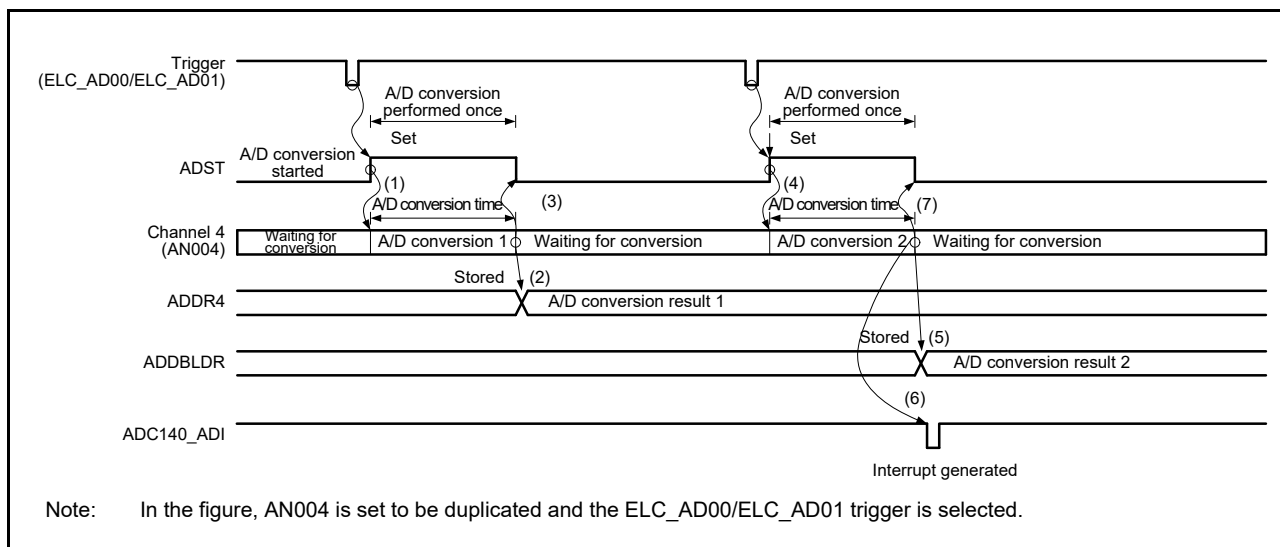 Trigger
(ELC_AD00/ELC_AD01)
A/D conversion
performed once
A/D conversion
performed once
Set
Set
ADST
A/D conversion
started
(1)
(3)
(4)
(7)
A/D conversion time
A/D conversion time
Channel 4
(AN004)
Waiting for
conversion
A/D conversion 1
Waiting for conversion
A/D conversion 2
Waiting for conversion
Stored
(2)
ADDR4
A/D conversion result 1
Stored
(5)
ADDBLDR
A/D conversion result 2
(6)
ADC140_ADI
Interrupt generated
Note: In the figure, AN004 is set to be duplicated and the ELC_AD00/ELC_AD01 trigger is selected.